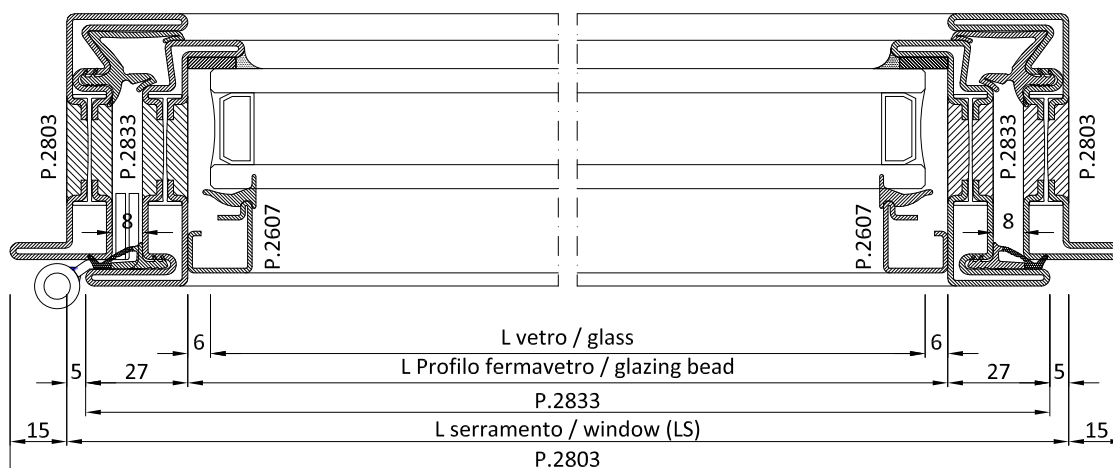 P.2803
P.2833
P.2833
P.2803
8
8
P.2607
P.2607
L vetro / glass
6
6
L Profilo fermavetro / glazing bead
5
27
27
5
P.2833
15
L serramento / window (LS)
15
P.2803